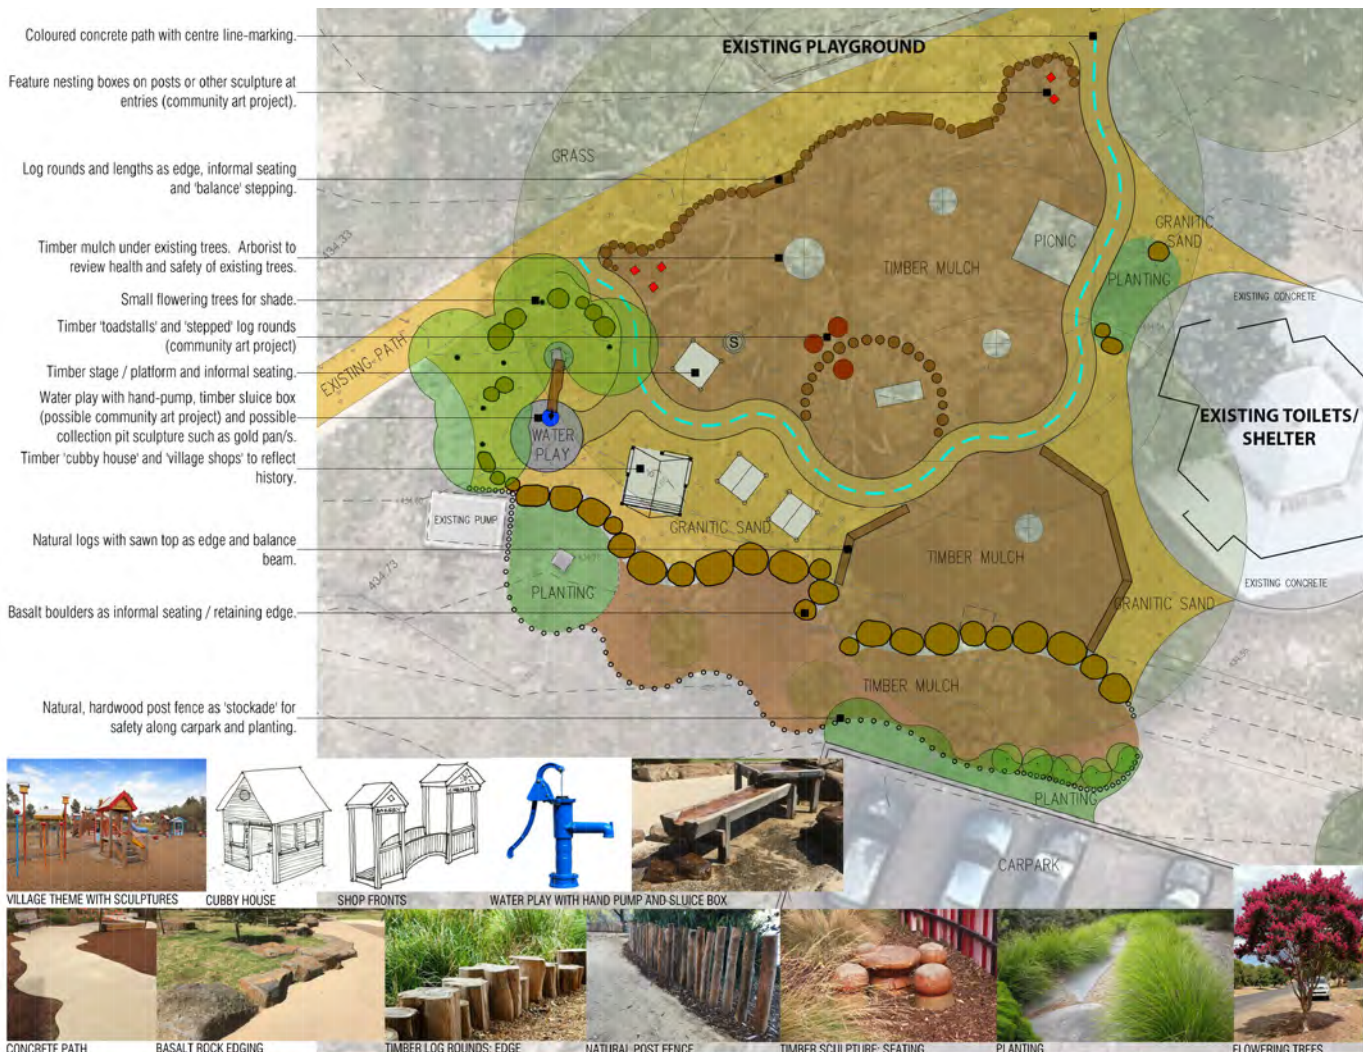 Coloured concrete path with centre line-marking.
Feature nesting boxes on posts or other sculpture at
entries (community art project).
Log rounds and lengths as edge, informal seating
and 'balance' stepping.
Timber mulch under existing trees. Arborist to
review health and safety of existing trees.
Small flowering trees for shade.
Timber 'toadstalls' and 'stepped' log rounds
(community art project)
Timber stage / platform and informal seating.
Water play with hand-pump, timber sluice box
(possible community art project) and possible
collection pit sculpture such as gold pan/s.
Timber 'cubby house' and 'village shops' to reflect
history.
Natural logs with sawn top as edge and balance
beam.
Basalt boulders as informal seating / retaining edge.
Natural, hardwood post fence as 'stockade' for
safety along carpark and planting.
EXISTING PLAYGROUND
GRASS
434.33
EXISTING PATH
TIMBER MULCH
PICNIC
GRANITIC
SAND
PLANTING
EXISTING CONCRETE
EXISTING TOILETS/
SHELTER
EXISTING CONCRETE
S
WATER
PLAY
EXISTING PUMP
434.73
GRANITIC SAND
PLANTING
TIMBER MULCH
GRANITIC SAND
TIMBER MULCH
PLANTING
CARPARK
VILLAGE THEME WITH SCULPTURES
CUBBY HOUSE
SHOP FRONTS
WATER PLAY WITH HAND PUMP AND SLUICE BOX
CONCRETE PATH
BASALT ROCK EDGING
TIMBER LOG ROUNDS: EDGE
NATURAL POST FENCE
TIMBER SCULPTURE: SEATING
PLANTING
FLOWERING TREES